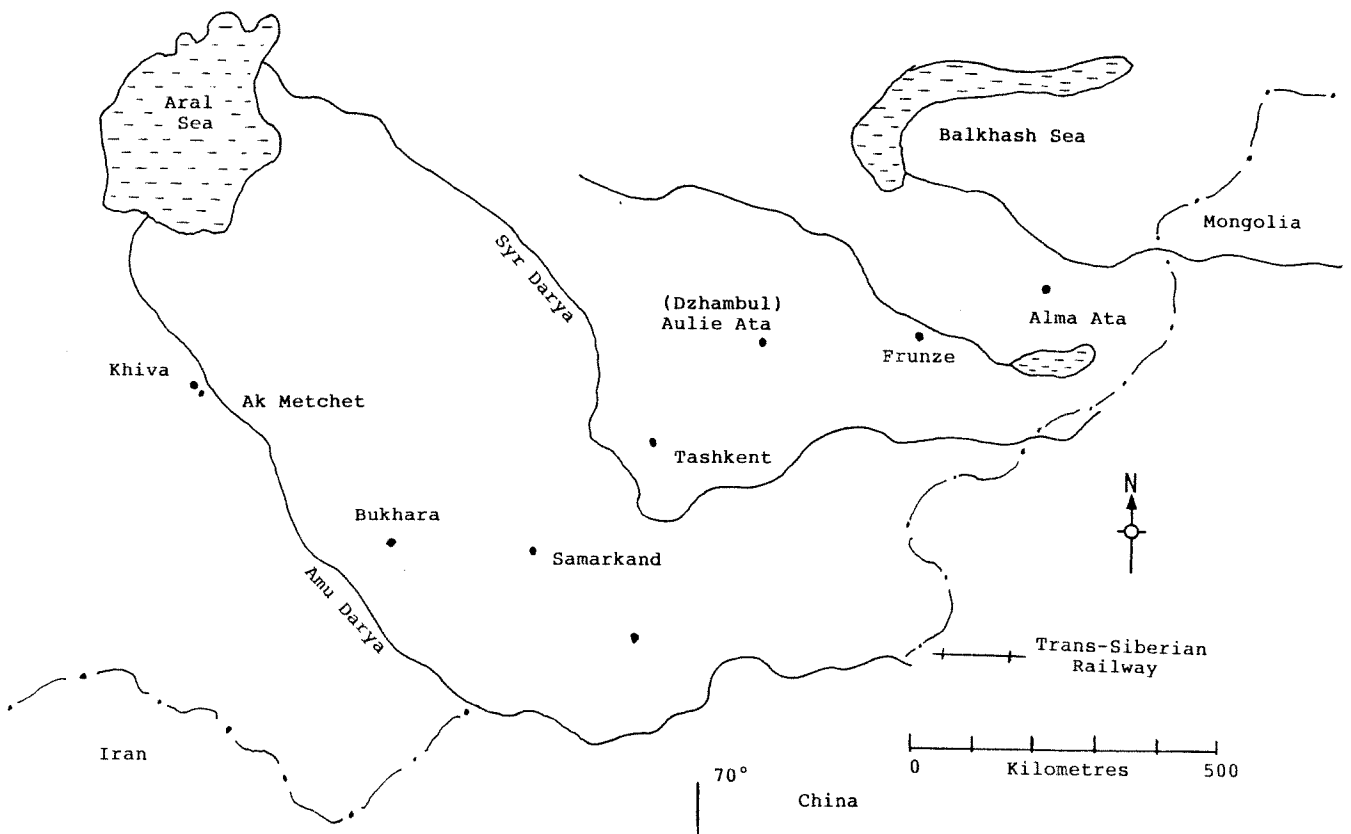 Aral
Sea
Balkhash Sea
Mongolia
Syr Darya
(Dzhambul)
Aulie Ata
Alma Ata
Frunze
Khiva
Ak Metchet
Tashkent
N
Bukhara
Samarkand
Amu Darya
Trans-Siberian
Railway
Iran
0 Kilometres 500
70°
China